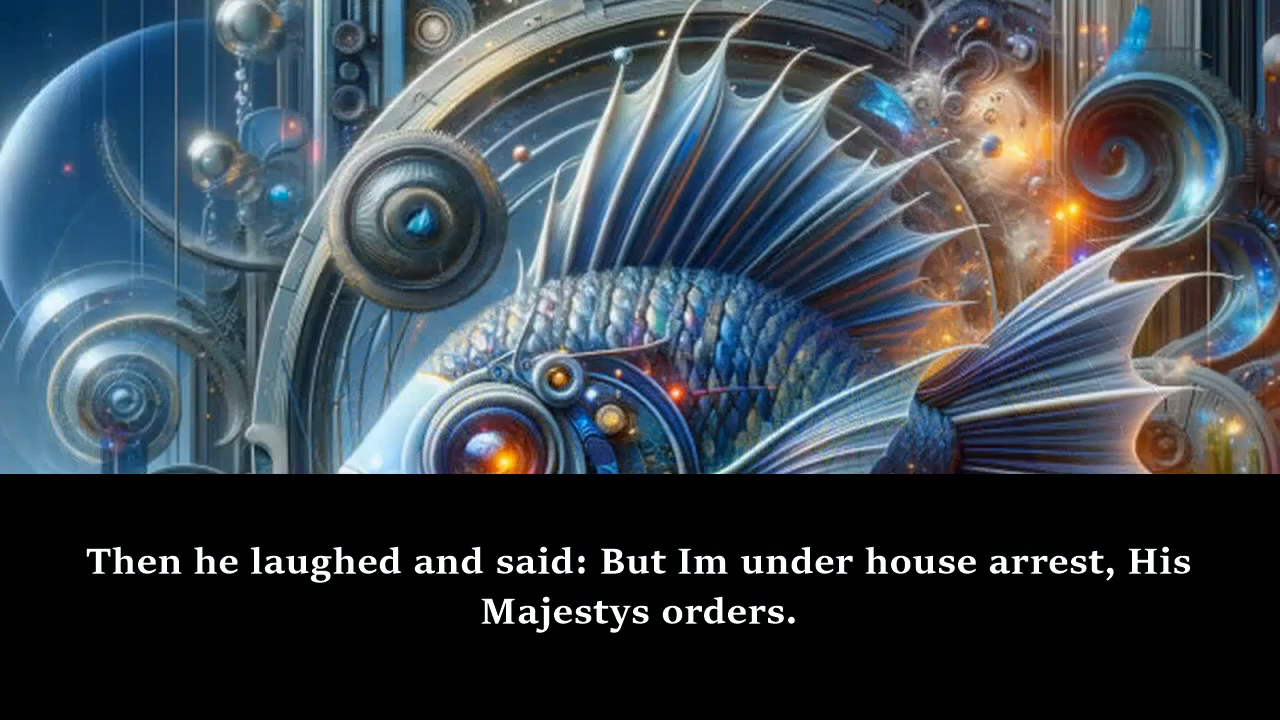 Then he laughed and said: But Im under house arrest, His
Majestys orders.